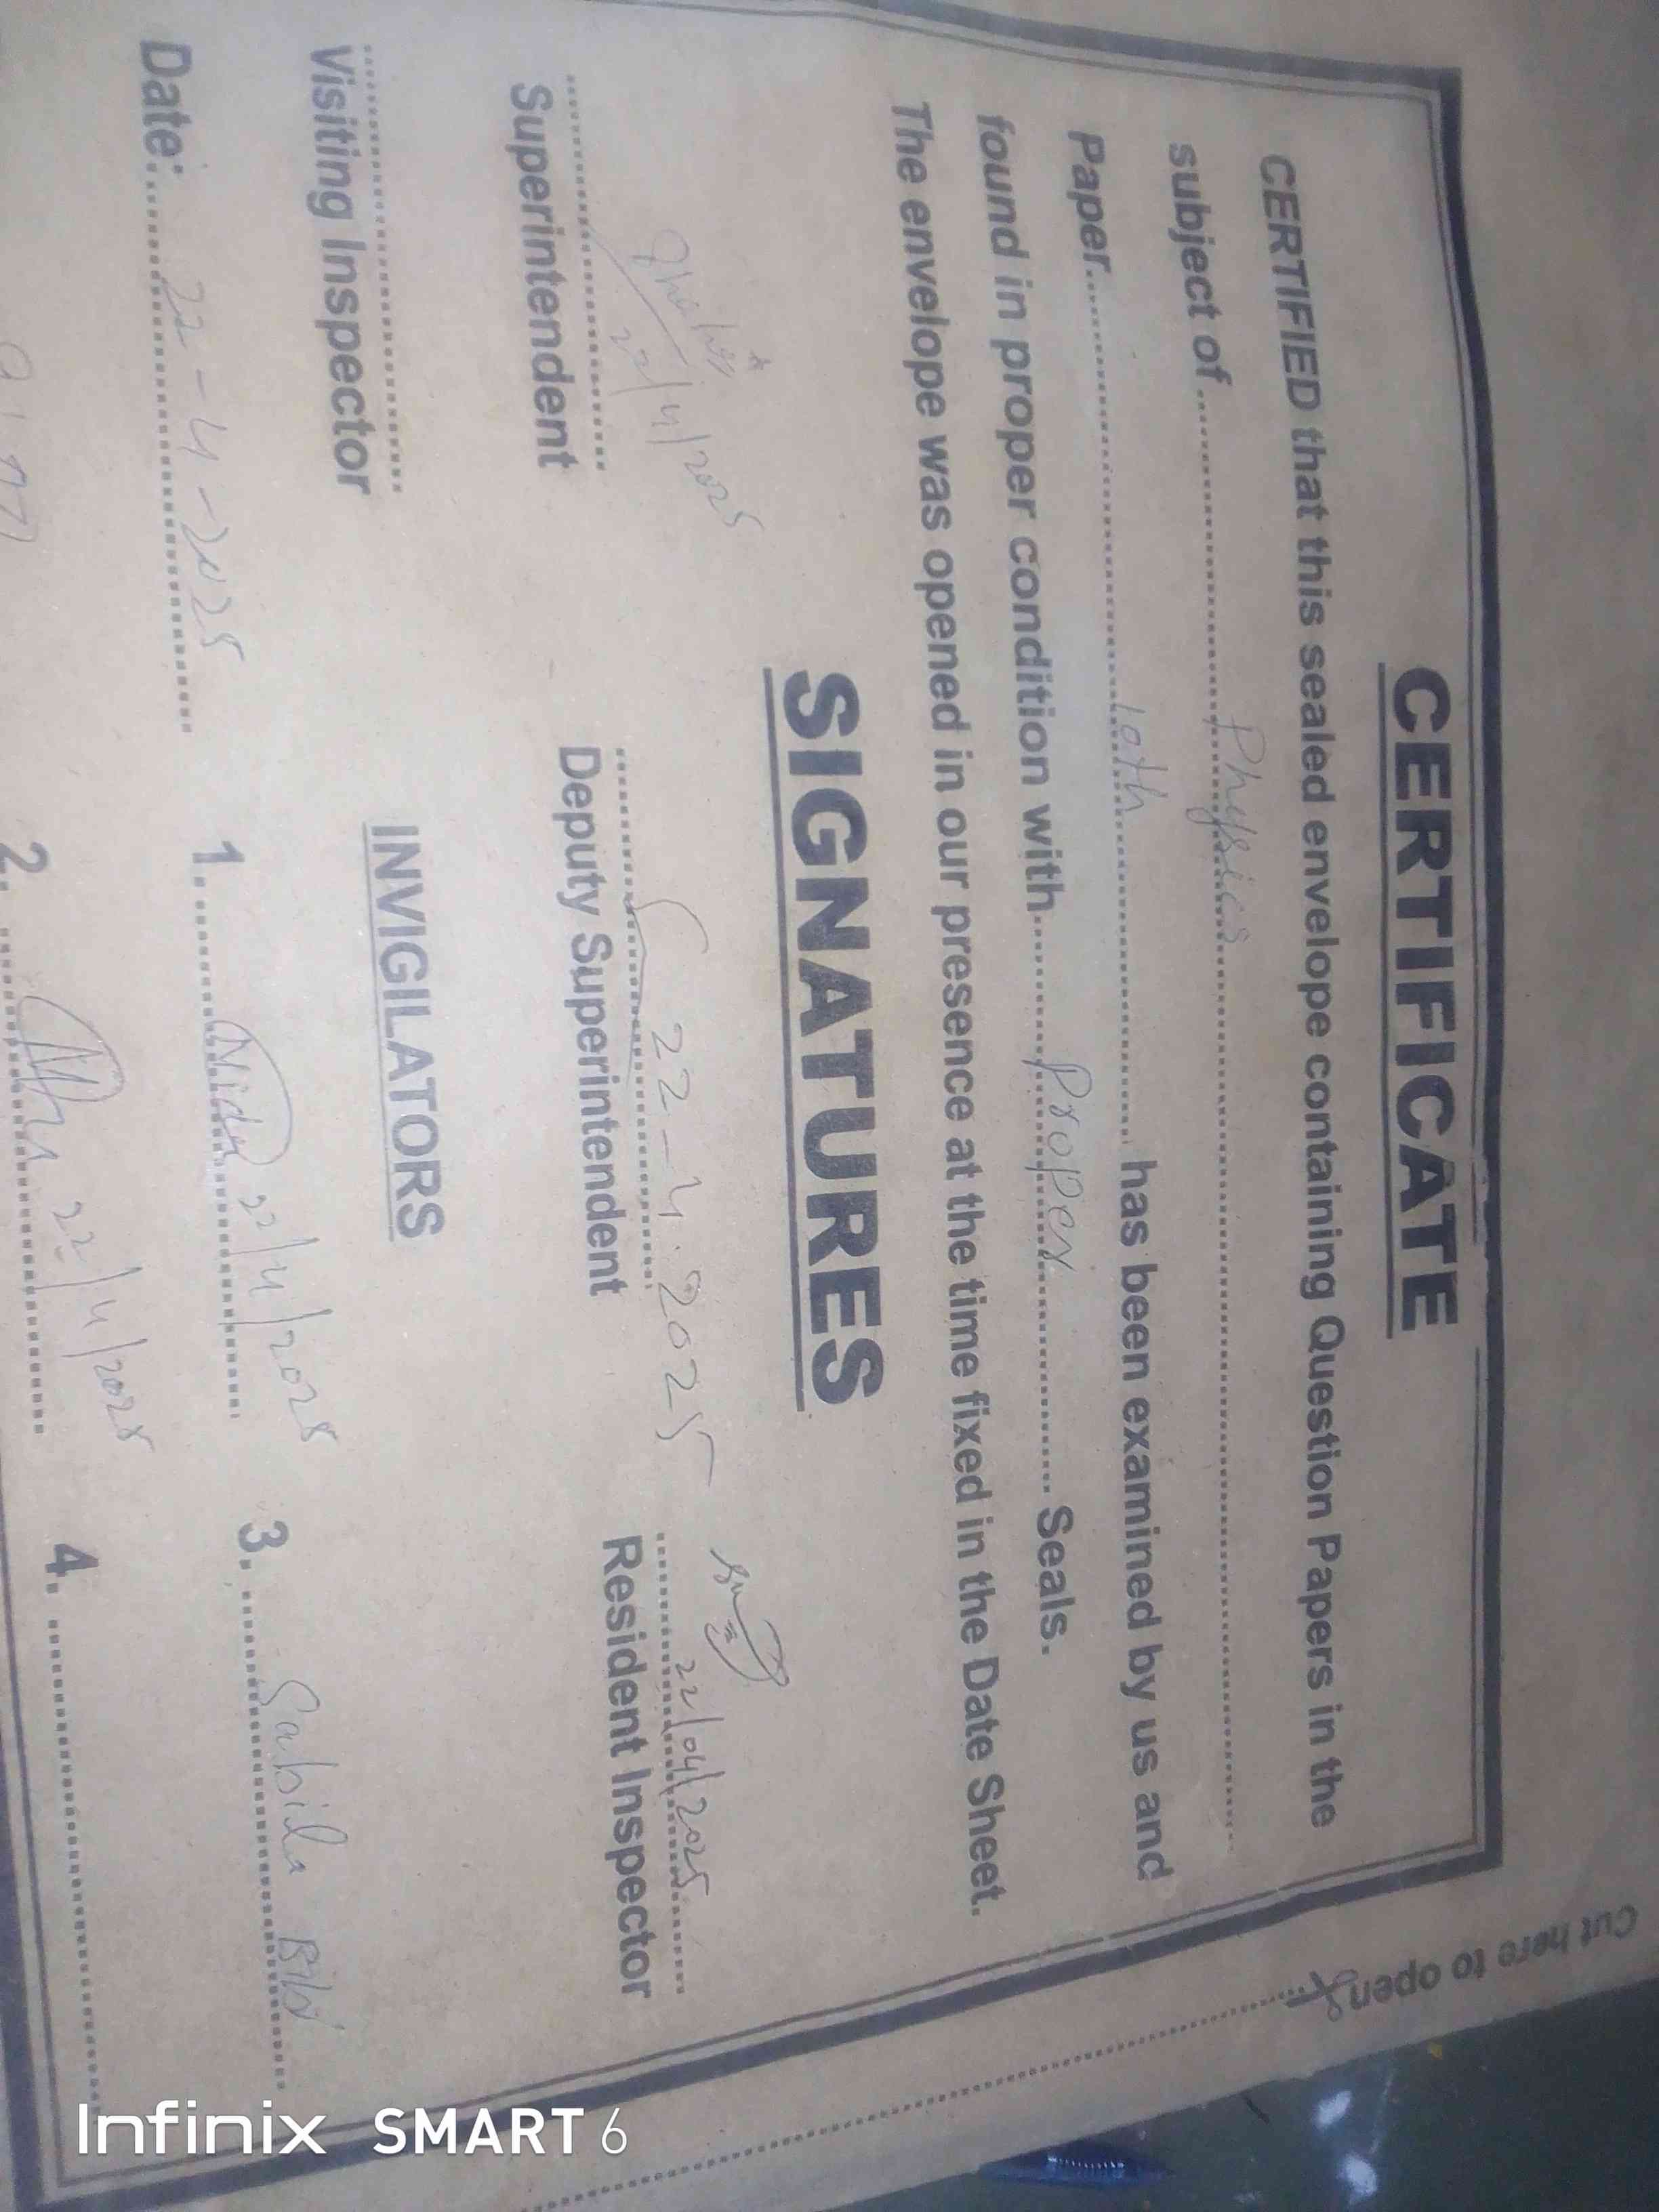 CERTIFICATE
CERTIFIED that this sealed envelope containing Question Papers in the
subject of ........ Physics ........
Paper ........ 10th ........ has been examined by us and
found in proper condition with ........ Proper ........ Seals.
The envelope was opened in our presence at the time fixed in the Date Sheet.
SIGNATURES
22/4/2025 22-4.2025 22/04/2025
Superintendent Deputy Superintendent Resident Inspector
Visiting Inspector
INVIGILATORS
Date: 22-4-2025 1. Nida 22/4/2025 3. Sabila Bibi
2. 22/4/2025 4.
Cut here to open
Infinix SMART 6